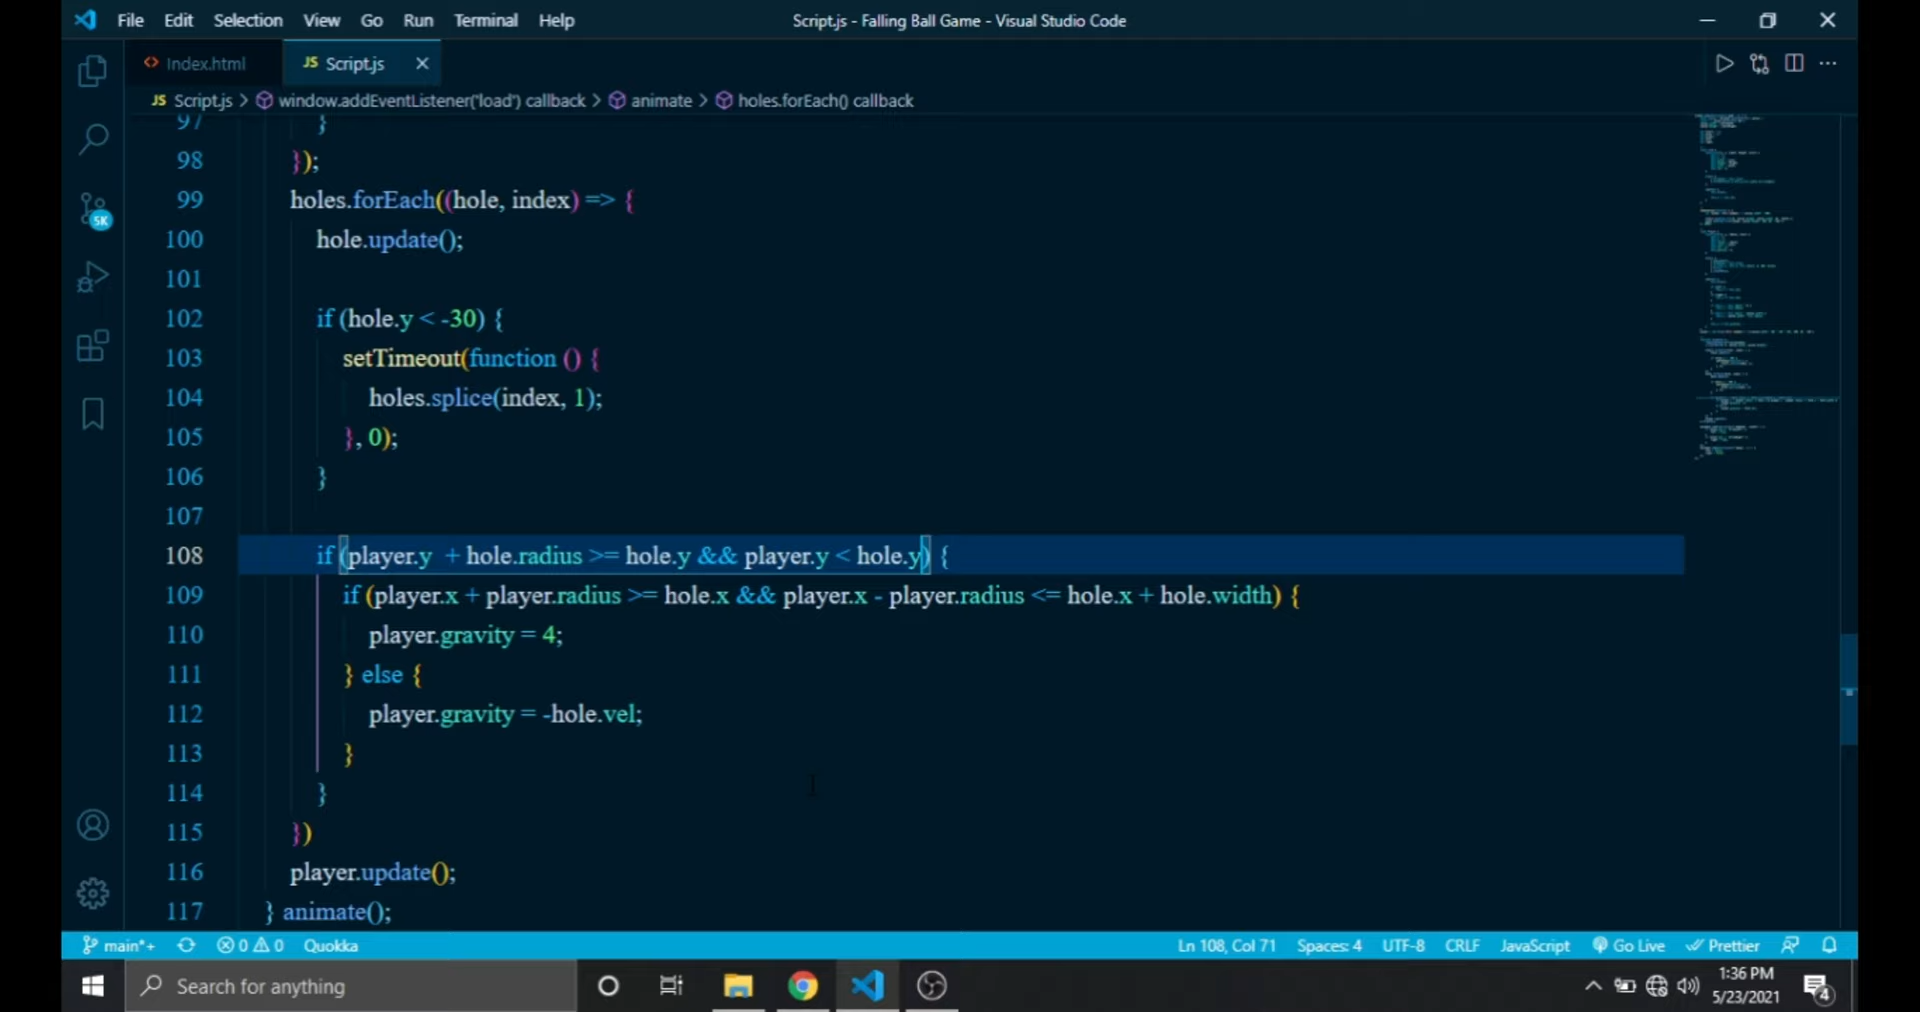 File Edit Selection View Go Run Terminal Help Script.js - Falling Ball Game - Visual Studio Code
<> Index.html JS Script.js
JS Script.js > window.addEventListener('load') callback > animate > holes.forEach() callback
97 }
98 });
99 holes.forEach((hole, index) => {
100 hole.update();
101
102 if (hole.y < -30) {
103 setTimeout(function () {
104 holes.splice(index, 1);
105 }, 0);
106 }
107
108 if (player.y + hole.radius >= hole.y && player.y < hole.y) {
109 if (player.x + player.radius >= hole.x && player.x - player.radius <= hole.x + hole.width) {
110 player.gravity = 4;
111 } else {
112 player.gravity = -hole.vel;
113 }
114 }
115 })
116 player.update();
117 } animate();
5K
main*+ 0 0 Quokka Ln 108, Col 71 Spaces: 4 UTF-8 CRLF JavaScript Go Live Prettier
Search for anything
1:36 PM
5/23/2021
4